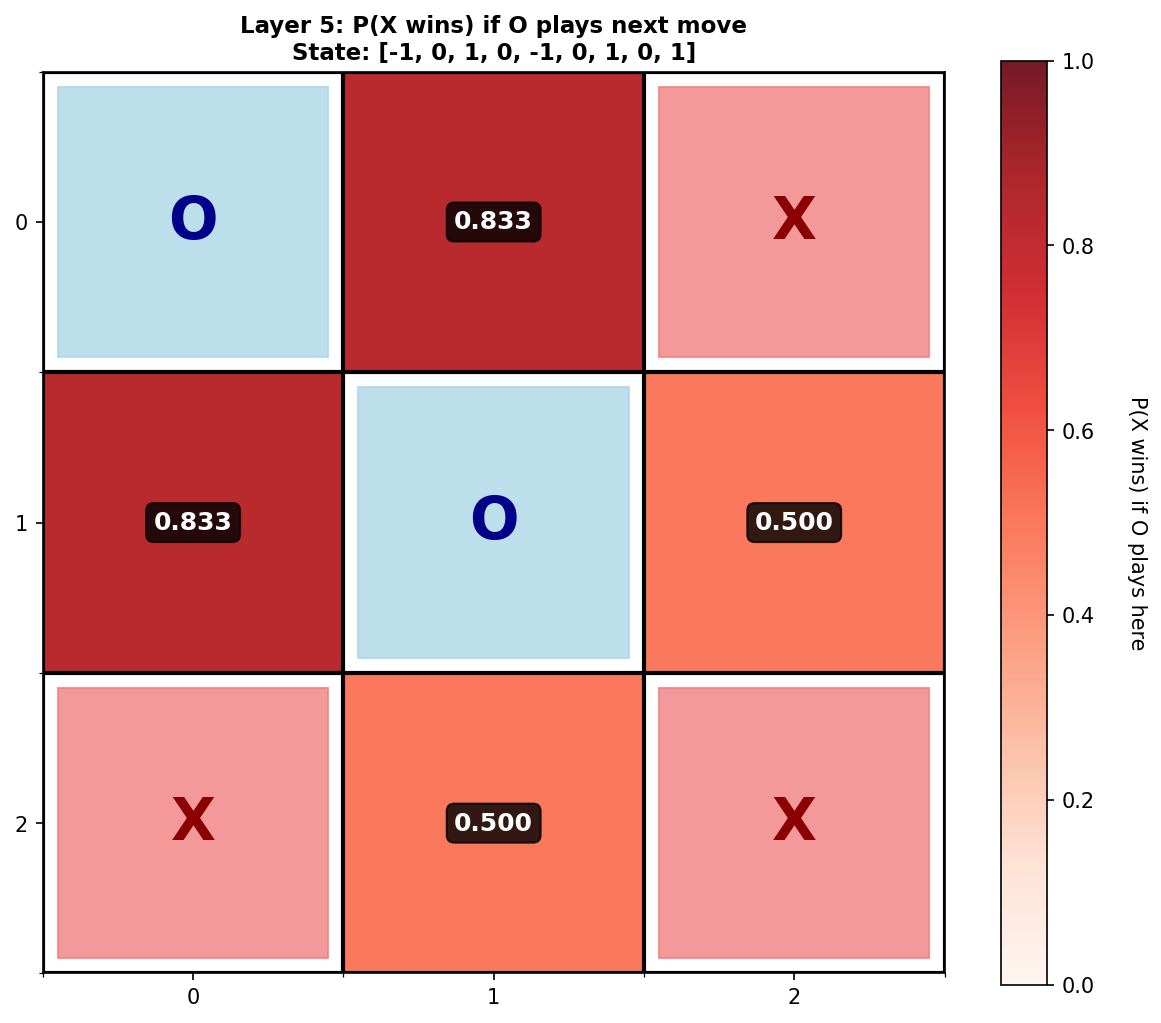 Layer 5: P(X wins) if O plays next move
State: [-1, 0, 1, 0, -1, 0, 1, 0, 1]
O
0.833
X
0.833
O
0.500
X
0.500
X
0
1
2
0
1
2
1.0
0.8
0.6
0.4
0.2
0.0
P(X wins) if O plays here